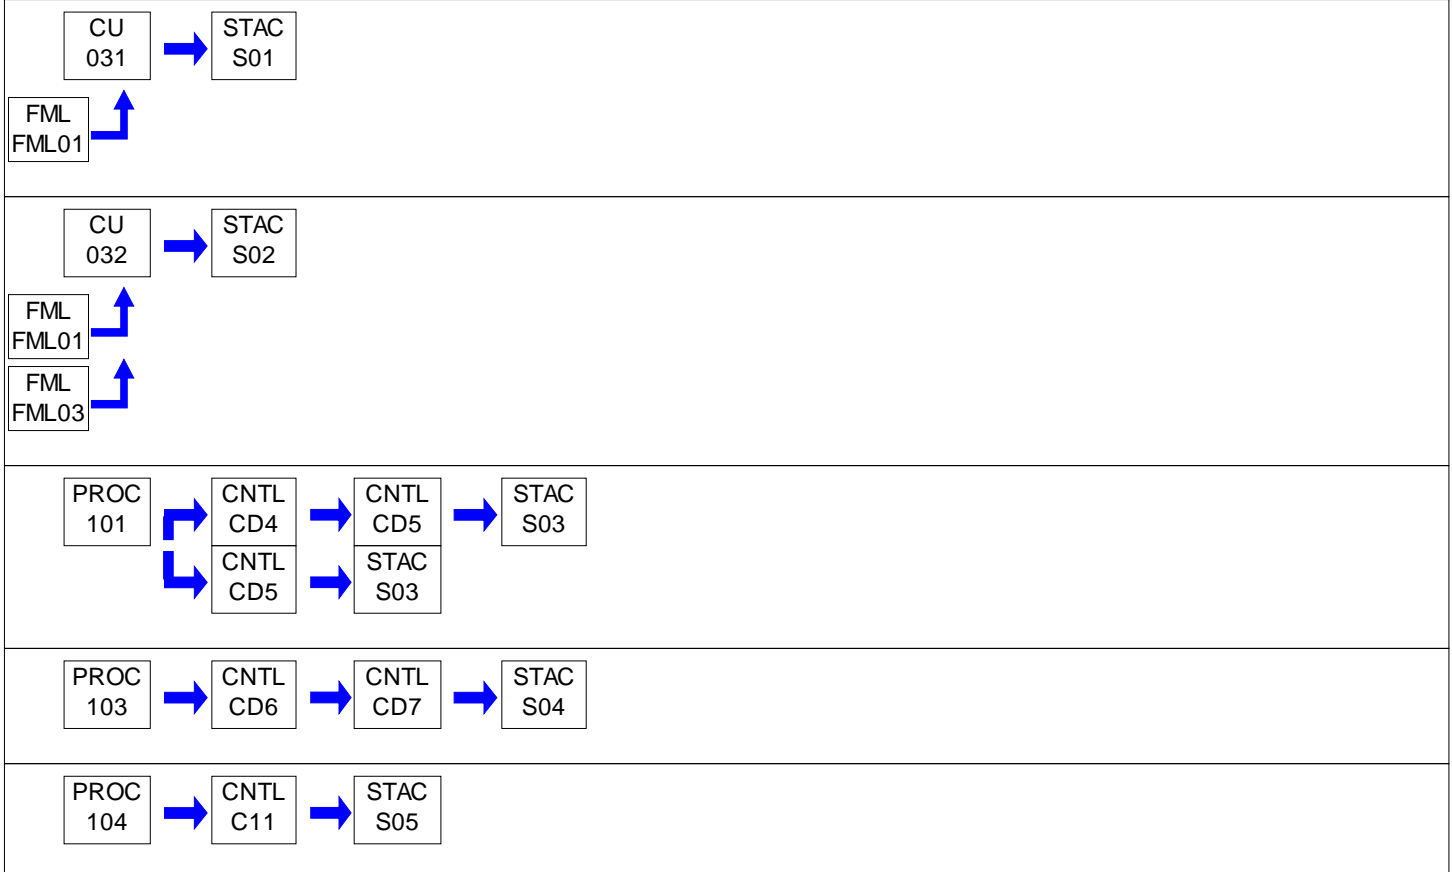 CU
031
STAC
S01
FML
FML01
CU
032
STAC
S02
FML
FML01
FML
FML03
PROC
101
CNTL
CD4
CNTL
CD5
STAC
S03
CNTL
CD5
STAC
S03
PROC
103
CNTL
CD6
CNTL
CD7
STAC
S04
PROC
104
CNTL
C11
STAC
S05